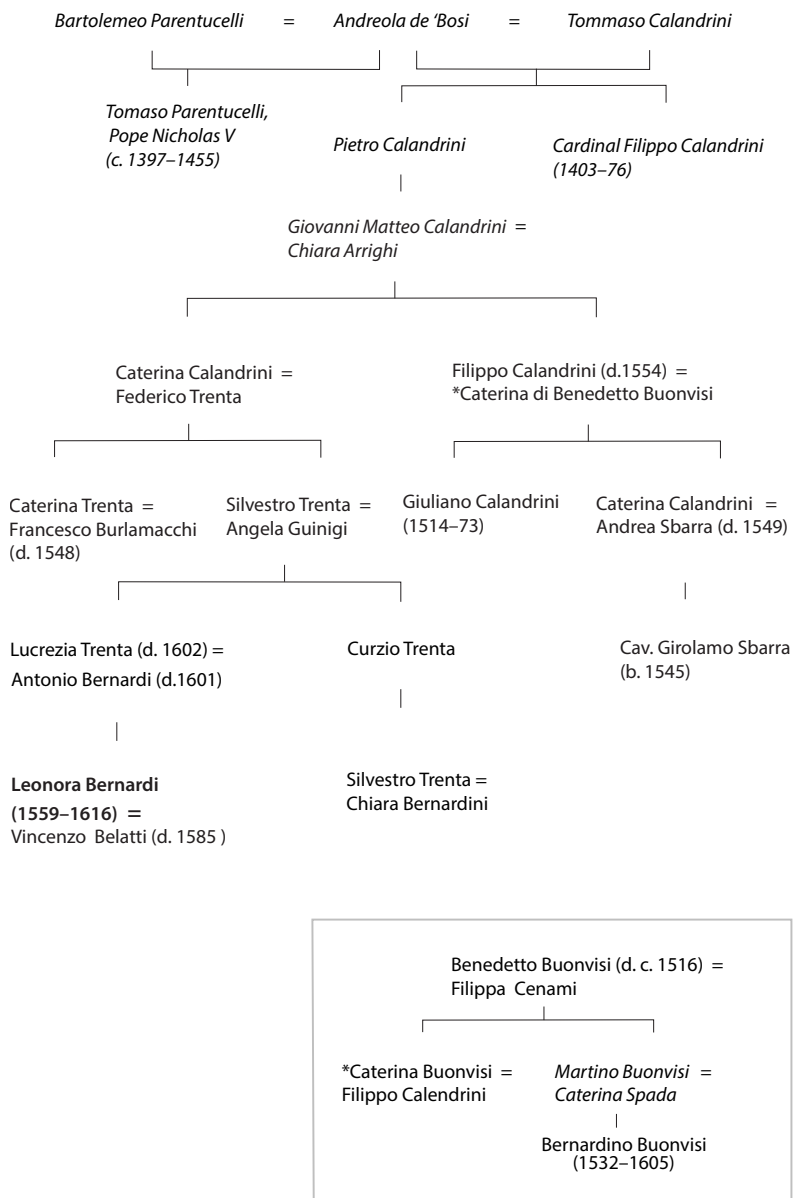 Bartolemeo Parentucelli = Andreola de ‘Bosi = Tommaso Calandrini
Tomaso Parentucelli,
Pope Nicholas V
(c. 1397–1455)
Pietro Calandrini
Cardinal Filippo Calandrini
(1403–76)
Giovanni Matteo Calandrini =
Chiara Arrighi
Caterina Calandrini =
Federico Trenta
Filippo Calandrini (d.1554) =
*Caterina di Benedetto Buonvisi
Caterina Trenta =
Francesco Burlamacchi
(d. 1548)
Silvestro Trenta =
Angela Guinigi
Giuliano Calandrini
(1514–73)
Caterina Calandrini =
Andrea Sbarra (d. 1549)
Lucrezia Trenta (d. 1602) =
Antonio Bernardi (d.1601)
Curzio Trenta
Cav. Girolamo Sbarra
(b. 1545)
Leonora Bernardi
(1559–1616) =
Vincenzo Belatti (d. 1585 )
Silvestro Trenta =
Chiara Bernardini
Benedetto Buonvisi (d. c. 1516) =
Filippa Cenami
*Caterina Buonvisi =
Filippo Calendrini
Martino Buonvisi =
Caterina Spada
Bernardino Buonvisi
(1532–1605)